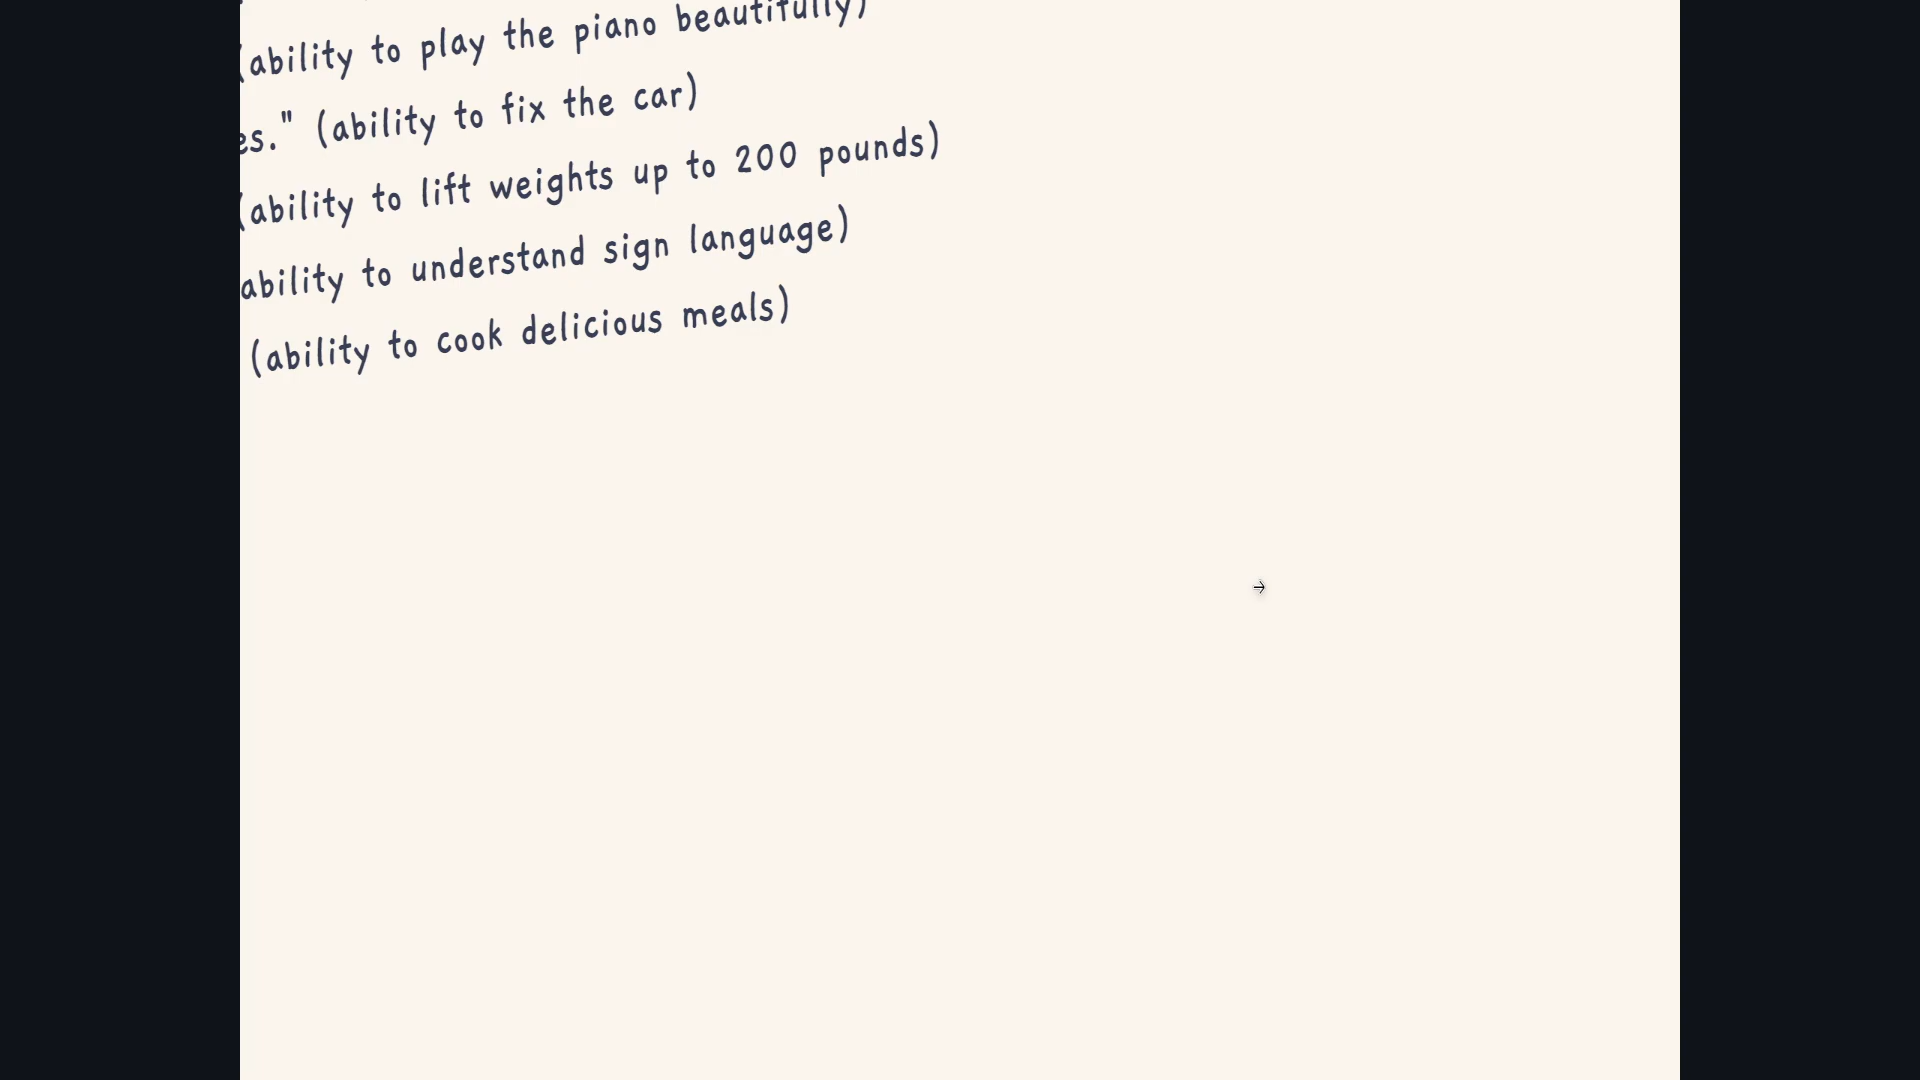 (ability to play the piano beautifully)
es." (ability to fix the car)
(ability to lift weights up to 200 pounds)
ability to understand sign language)
(ability to cook delicious meals)